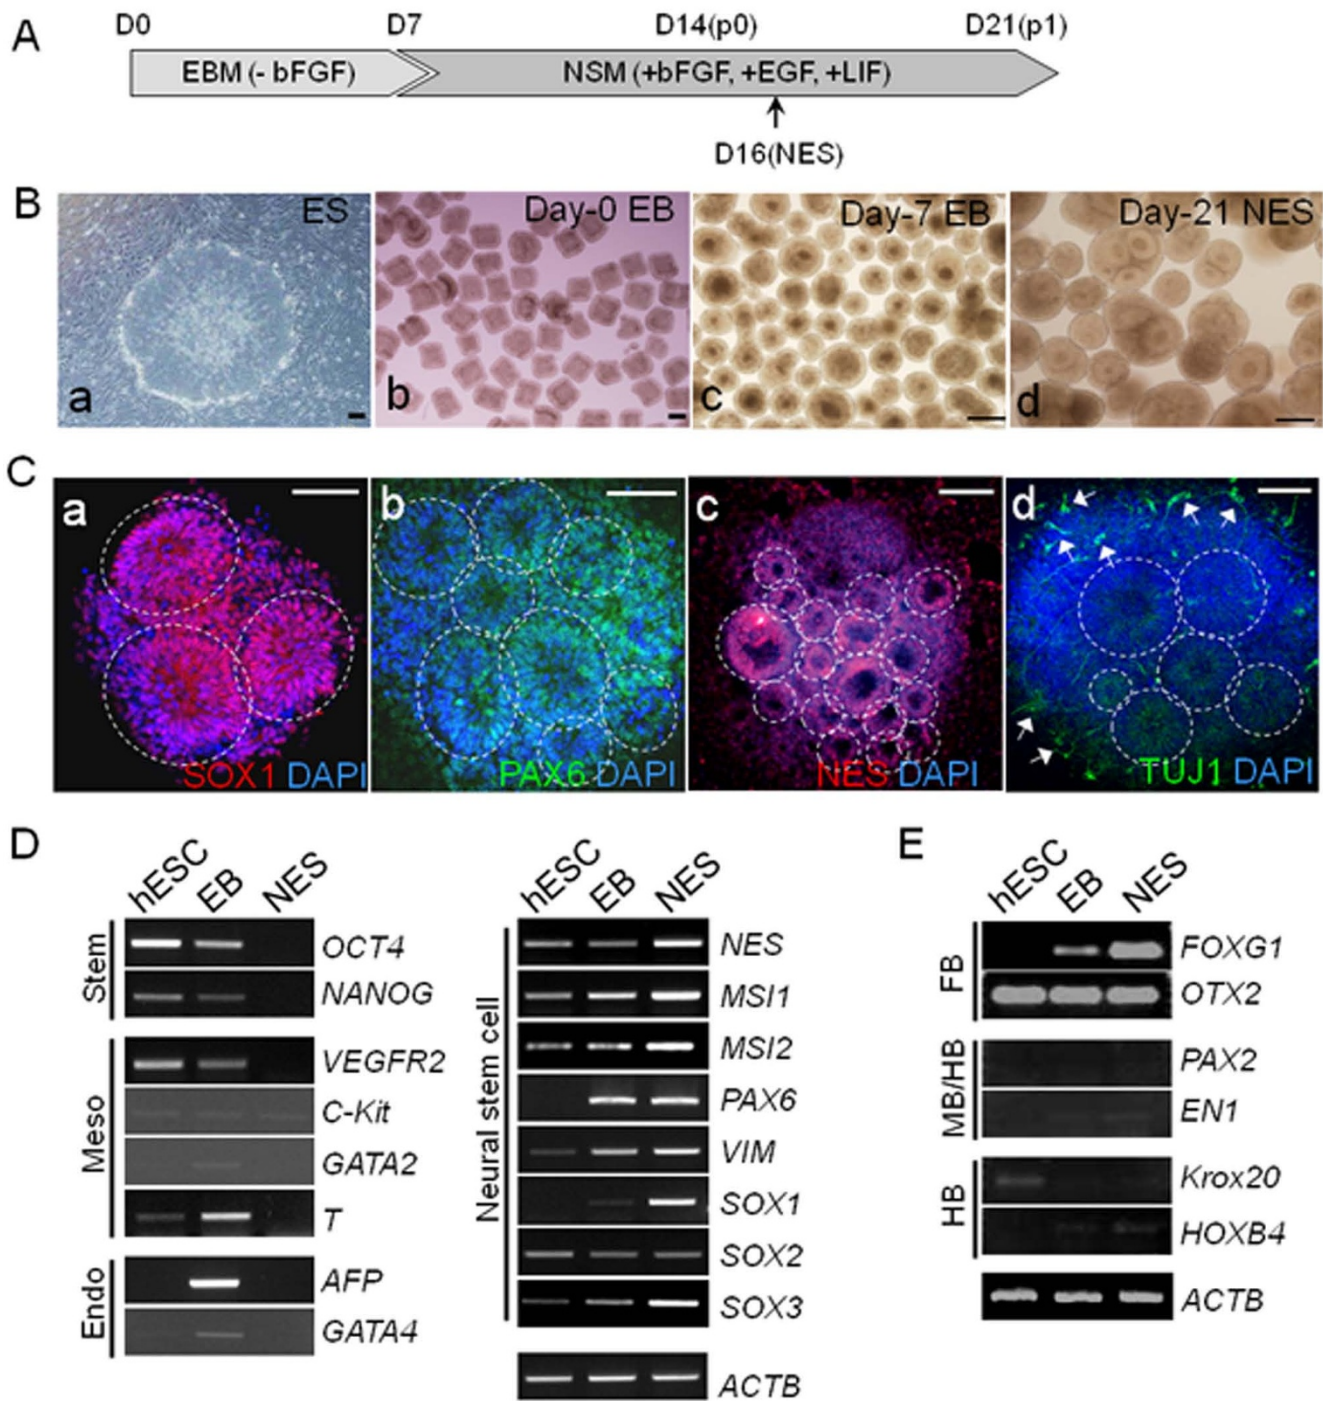 A
D0 D7 D14(p0) D21(p1)
EBM (- bFGF) NSM (+bFGF, +EGF, +LIF)
D16(NES)
B
ES Day-0 EB Day-7 EB Day-21 NES
a b c d
C
a b c d
SOX1 DAPI PAX6 DAPI NES DAPI TUJ1 DAPI
D
hESC EB NES
Stem
OCT4
NANOG
Meso
VEGFR2
C-Kit
GATA2
T
Endo
AFP
GATA4
hESC EB NES
Neural stem cell
NES
MSI1
MSI2
PAX6
VIM
SOX1
SOX2
SOX3
ACTB
E
hESC EB NES
FB
FOXG1
OTX2
MB/HB
PAX2
EN1
HB
Krox20
HOXB4
ACTB